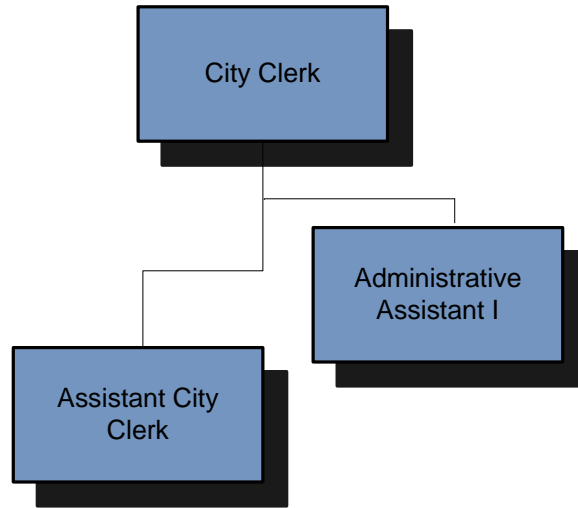 City Clerk
Administrative
Assistant I
Assistant City
Clerk